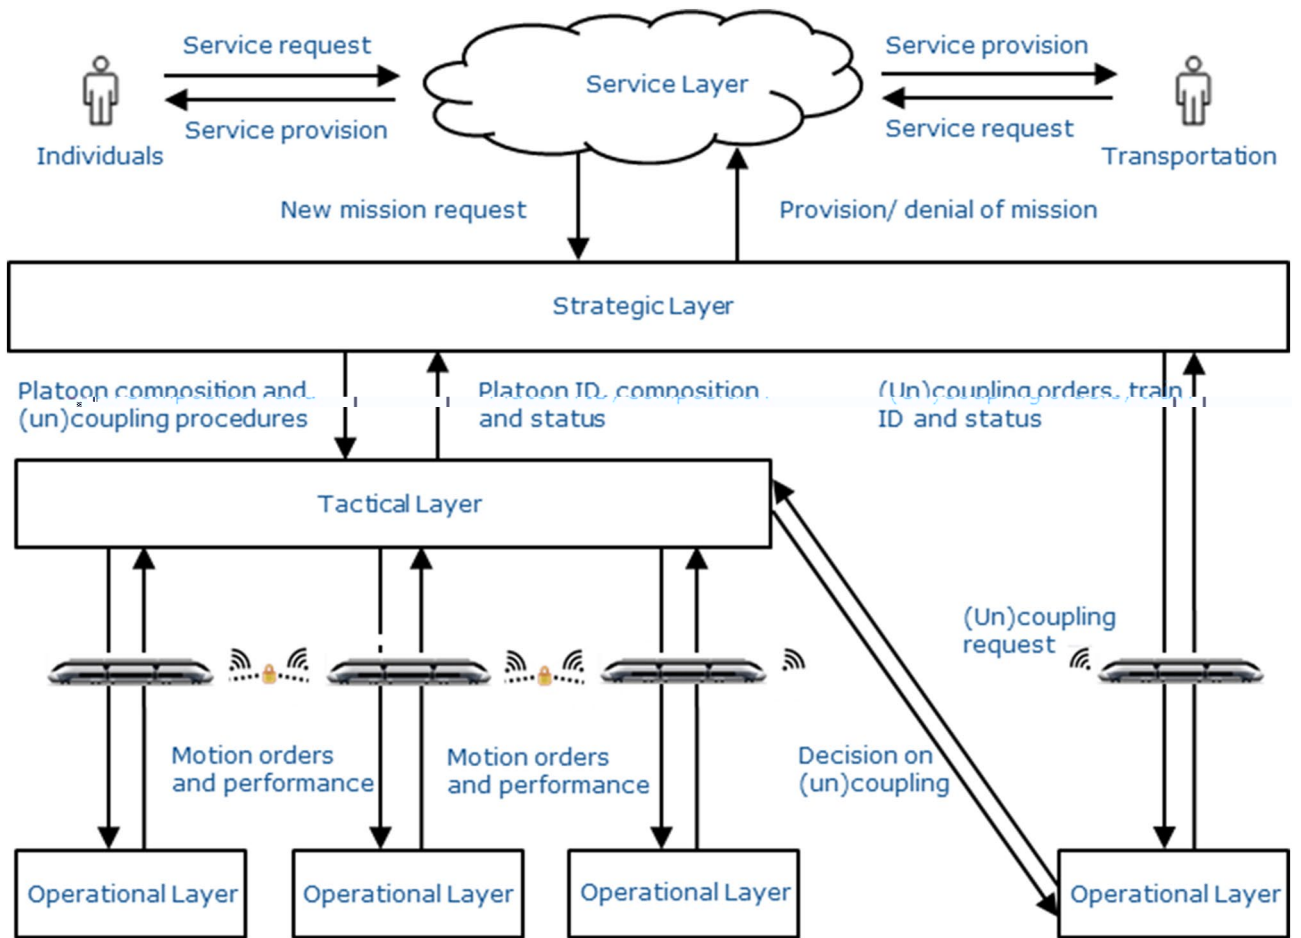 Service request
Service provision
Individuals
Service Layer
Service provision
Service request
Transportation
New mission request
Provision/ denial of mission
Strategic Layer
Platoon composition and
(un)coupling procedures
Platoon ID, composition
and status
(Un)coupling orders, train
ID and status
Tactical Layer
(Un)coupling
request
Motion orders
and performance
Motion orders
and performance
Decision on
(un)coupling
Operational Layer
Operational Layer
Operational Layer
Operational Layer